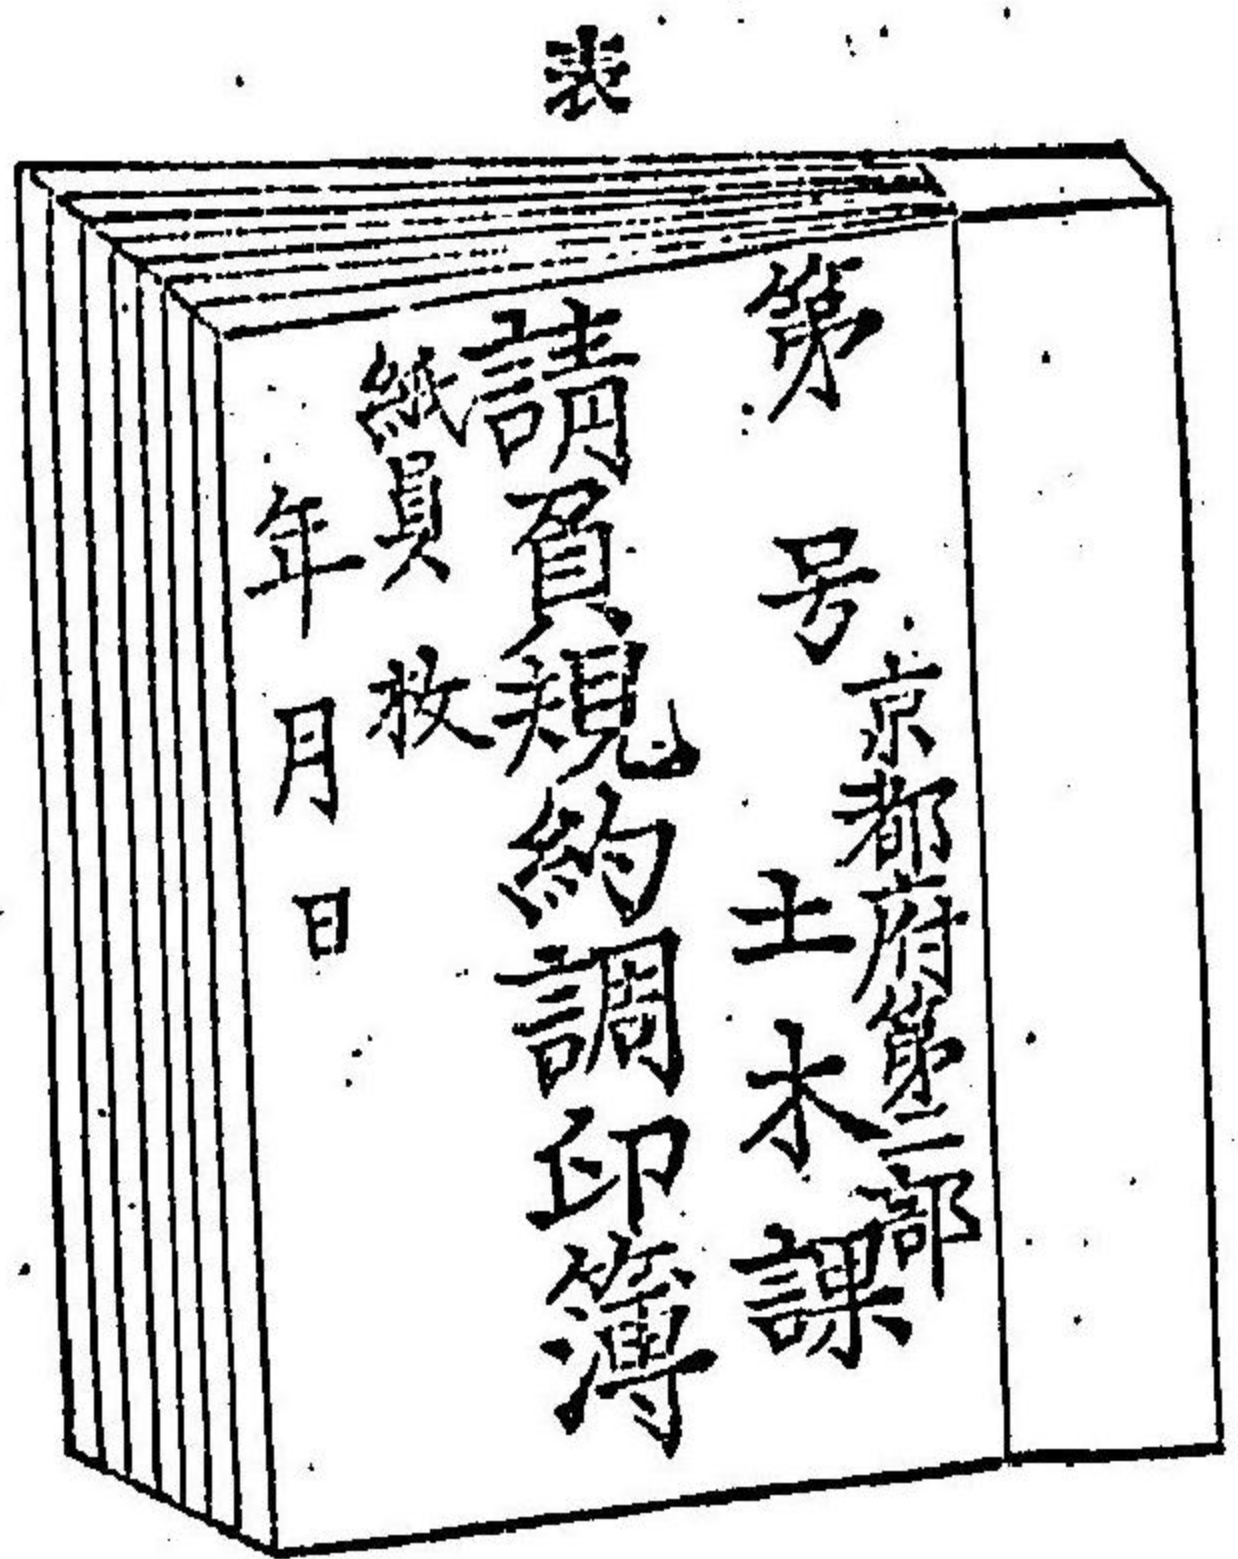 表
第 号
京都府第二部
土木課
請負規約調印簿
紙員 枚
年 月 日